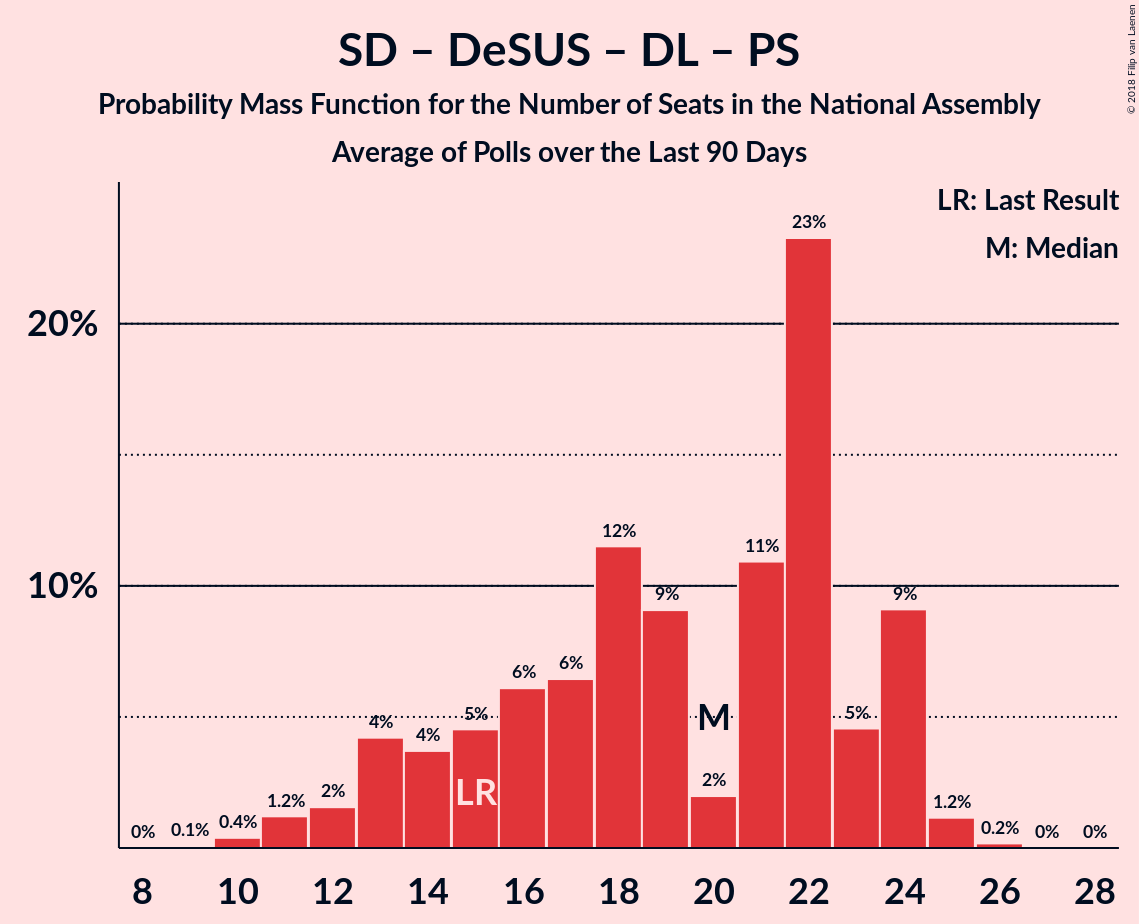 SD – DeSUS – DL – PS
Probability Mass Function for the Number of Seats in the National Assembly
Average of Polls over the Last 90 Days
© 2018 Filip van Laenen
LR: Last Result
M: Median
20%
10%
0%
0.1%
0.4%
1.2%
2%
4%
4%
5%
6%
6%
12%
9%
2%
11%
23%
5%
9%
1.2%
0.2%
0%
0%
LR
M
8 10 12 14 16 18 20 22 24 26 28